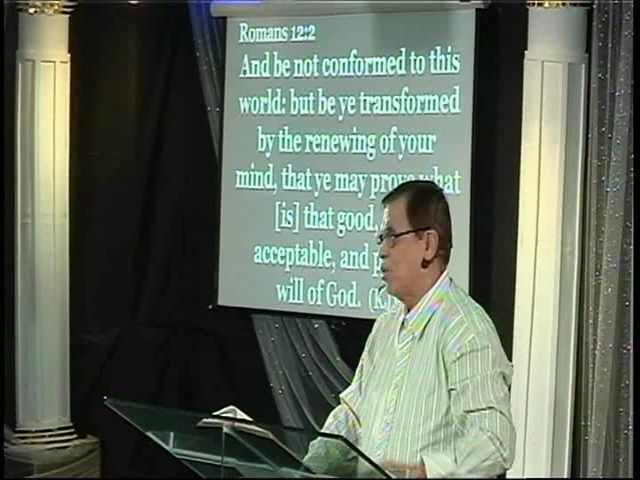 Romans 12:2
And be not conformed to this
world: but be ye transformed
by the renewing of your
mind, that ye may prove what
[is] that good,
acceptable, and
will of God.